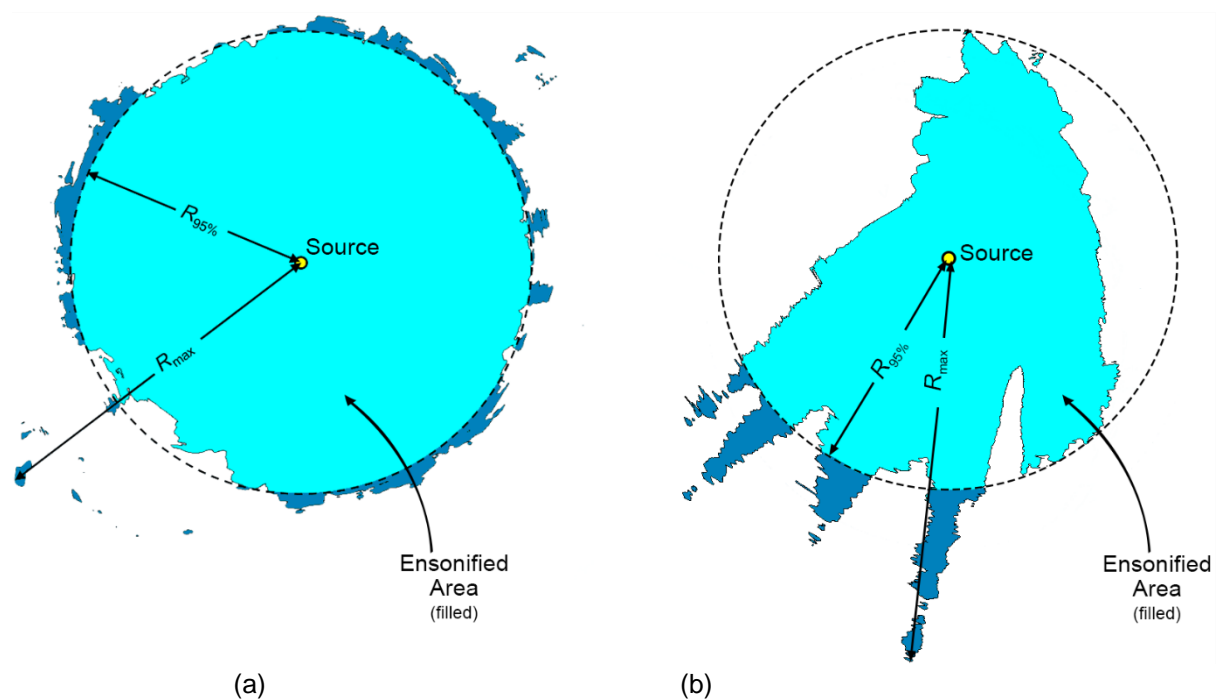 R95%
Source
Rmax
Ensonified
Area
(filled)
(a)
Source
R95%
Rmax
Ensonified
Area
(filled)
(b)